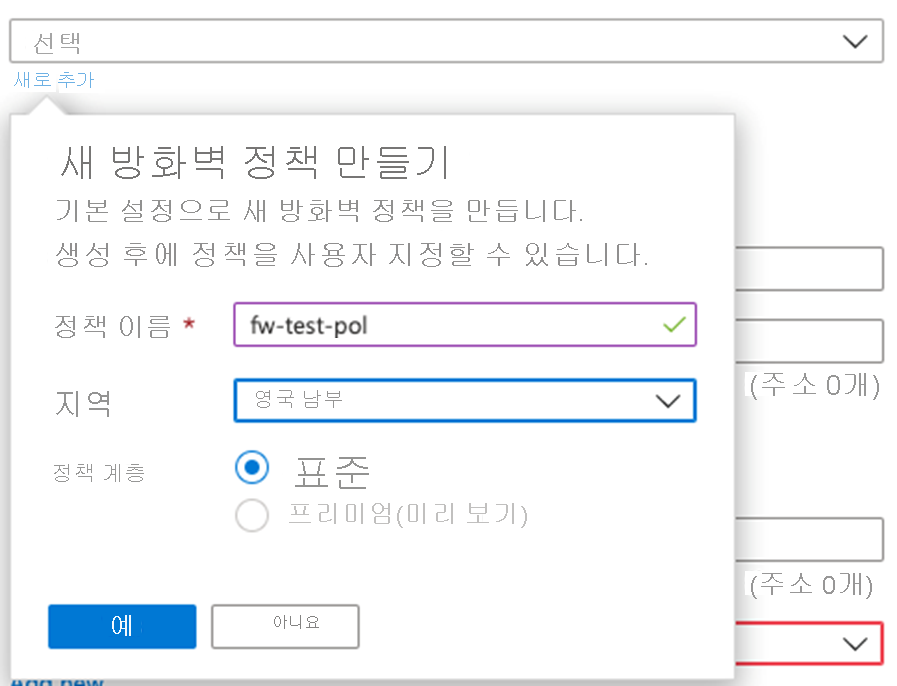 선택
새로 추가
새 방화벽 정책 만들기
기본 설정으로 새 방화벽 정책을 만듭니다.
생성 후에 정책을 사용자 지정할 수 있습니다.
정책 이름 *
fw-test-pol
지역
영국 남부
(주소 0개)
정책 계층
표준
프리미엄(미리 보기)
(주소 0개)
예
아니요
Add new